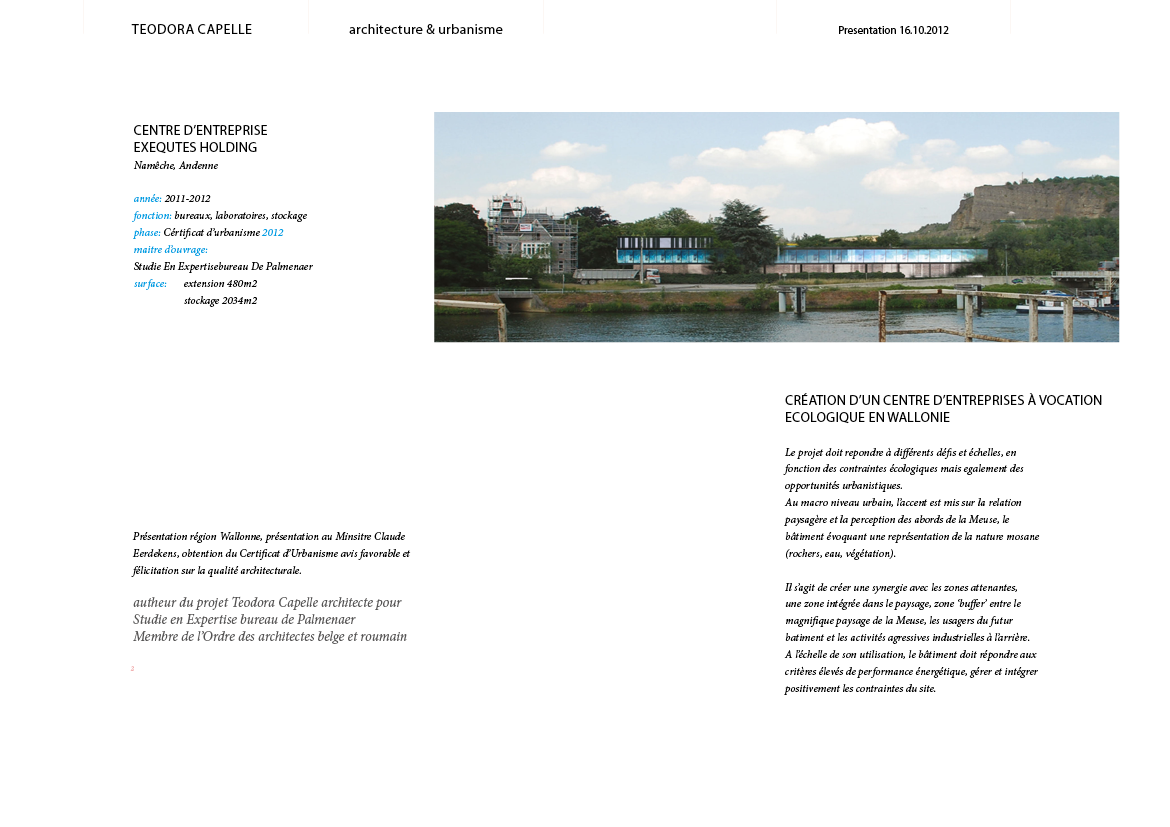 TEODORA CAPELLE
architecture & urbanisme
Presentation 16.10.2012
CENTRE D'ENTREPRISE
EXEQUTES HOLDING
Namêche, Andenne
année: 2011-2012
fonction: bureaux, laboratoires, stockage
phase: Cértificat d'urbanisme 2012
maitre d'ouvrage:
Studie En Expertisebureau De Palmenaer
surface: extension 480m2
stockage 2034m2
Présentation région Wallonne, présentation au Minsitre Claude
Eerdekens, obtention du Certificat d'Urbanisme avis favorable et
félicitation sur la qualité architecturale.
autheur du projet Teodora Capelle architecte pour
Studie en Expertise bureau de Palmenaer
Membre de l'Ordre des architectes belge et roumain
2
CRÉATION D'UN CENTRE D'ENTREPRISES À VOCATION
ECOLOGIQUE EN WALLONIE
Le projet doit repondre à différents défis et échelles, en
fonction des contraintes écologiques mais egalement des
opportunités urbanistiques.
Au macro niveau urbain, l'accent est mis sur la relation
paysagère et la perception des abords de la Meuse, le
bâtiment évoquant une représentation de la nature mosane
(rochers, eau, végétation).
Il s'agit de créer une synergie avec les zones attenantes,
une zone intégrée dans le paysage, zone 'buffer' entre le
magnifique paysage de la Meuse, les usagers du futur
batiment et les activités agressives industrielles à l'arrière.
A l'échelle de son utilisation, le bâtiment doit répondre aux
critères élevés de performance énergétique, gérer et intégrer
positivement les contraintes du site.